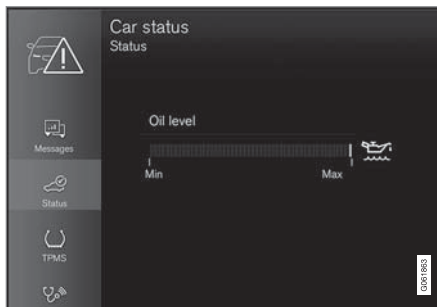 Car status
Status
Oil level
Min Max
Messages
Status
TPMS
G061863